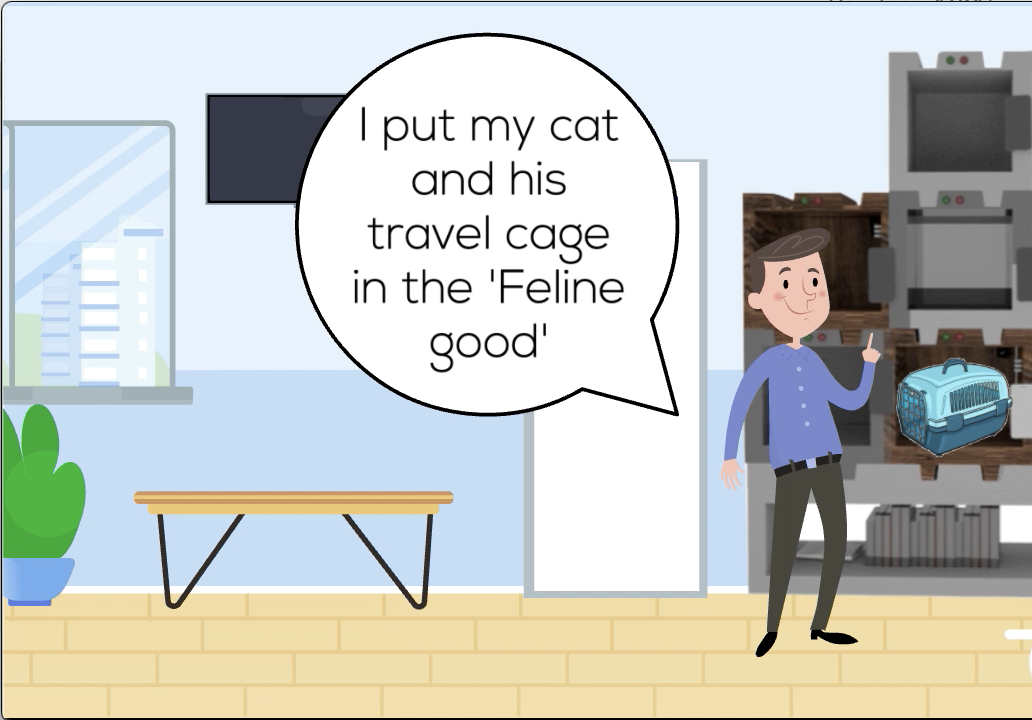 I put my cat
and his
travel cage
in the 'Feline
good'